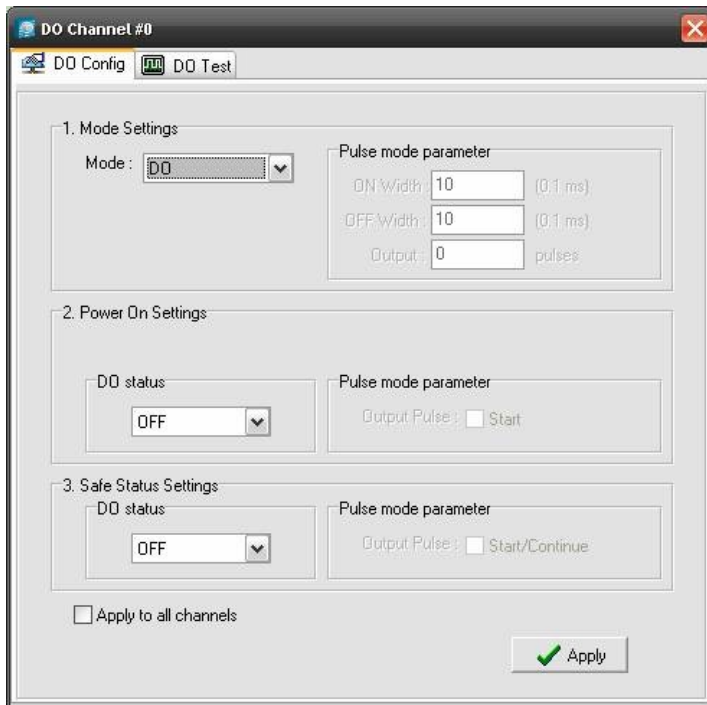 DO Channel #0
DO Config DO Test
1. Mode Settings
Mode : DO
Pulse mode parameter
ON Width : 10 (0.1 ms)
OFF Width : 10 (0.1 ms)
Output : 0 pulses
2. Power On Settings
DO status
OFF
Pulse mode parameter
Output Pulse : Start
3. Safe Status Settings
DO status
OFF
Pulse mode parameter
Output Pulse : Start/Continue
Apply to all channels
Apply